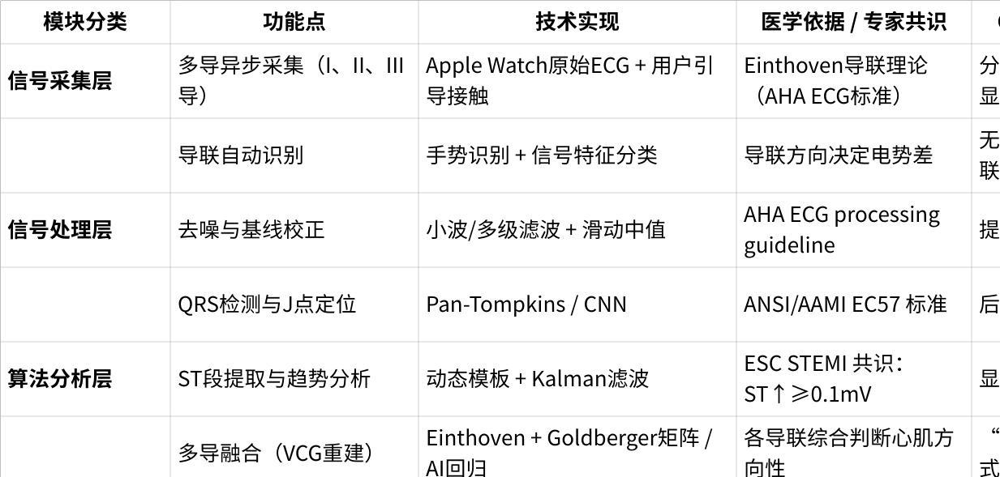 模块分类 功能点 技术实现 医学依据 / 专家共识
信号采集层 多导异步采集（I、II、III导） Apple Watch原始ECG + 用户引导接触 Einthoven导联理论（AHA ECG标准） 分 显
导联自动识别 手势识别 + 信号特征分类 导联方向决定电势差 无 联
信号处理层 去噪与基线校正 小波/多级滤波 + 滑动中值 AHA ECG processing guideline 提
QRS检测与J点定位 Pan-Tompkins / CNN ANSI/AAMI EC57 标准 后
算法分析层 ST段提取与趋势分析 动态模板 + Kalman滤波 ESC STEMI 共识：ST↑≥0.1mV 显
多导融合（VCG重建） Einthoven + Goldberger矩阵 / AI回归 各导联综合判断心肌方向性 “ 式